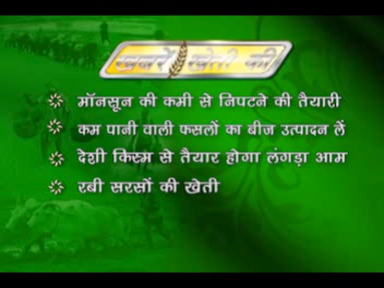 खबरें खेती की
मॉनसून की कमी से निपटने की तैयारी
कम पानी वाली फसलों का बीज उत्पादन लें
देशी किस्म से तैयार होगा लंगड़ा आम
रबी सरसों की खेती